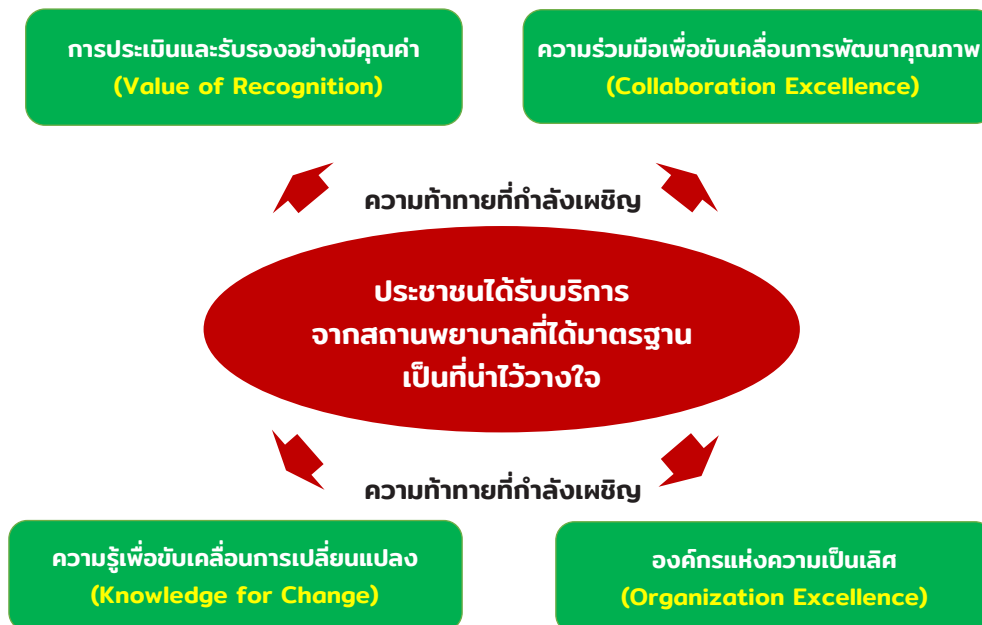 การประเมินและรับรองอย่างมีคุณค่า
(Value of Recognition)
ความร่วมมือเพื่อขับเคลื่อนการพัฒนาคุณภาพ
(Collaboration Excellence)
ความท้าทายที่กำลังเผชิญ
ประชาชนได้รับบริการ
จากสถานพยาบาลที่ได้มาตรฐาน
เป็นที่น่าไว้วางใจ
ความท้าทายที่กำลังเผชิญ
ความรู้เพื่อขับเคลื่อนการเปลี่ยนแปลง
(Knowledge for Change)
องค์กรแห่งความเป็นเลิศ
(Organization Excellence)